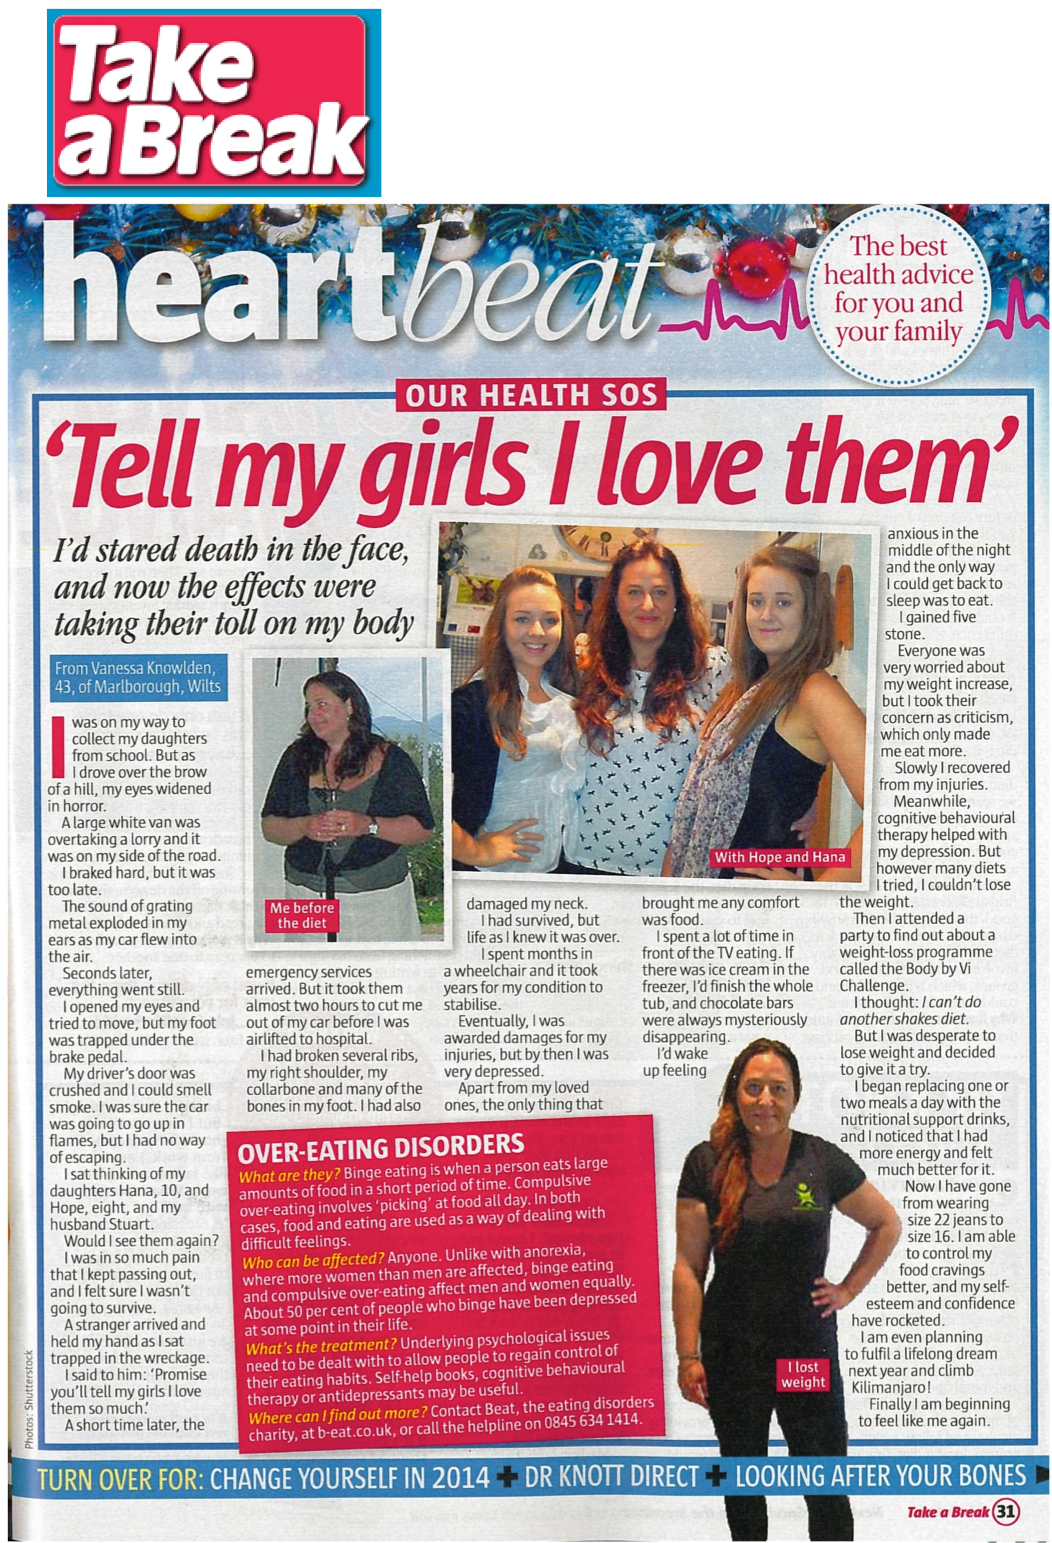 Take
a Break
heartbeat
The best
health advice
for you and
your family
OUR HEALTH SOS
‘Tell my girls I love them’
I'd stared death in the face,
and now the effects were
taking their toll on my body
From Vanessa Knowlden,
43, of Marlborough, Wilts
I was on my way to
collect my daughters
from school. But as
I drove over the brow
of a hill, my eyes widened
in horror.
A large white van was
overtaking a lorry and it
was on my side of the road.
I braked hard, but it was
too late.
The sound of grating
metal exploded in my
ears as my car flew into
the air.
Seconds later,
everything went still.
I opened my eyes and
tried to move, but my foot
was trapped under the
brake pedal.
My driver's door was
crushed and I could smell
smoke. I was sure the car
was going to go up in
flames, but I had no way
of escaping.
I sat thinking of my
daughters Hana, 10, and
Hope, eight, and my
husband Stuart.
Would I see them again?
I was in so much pain
that I kept passing out,
and I felt sure I wasn't
going to survive.
A stranger arrived and
held my hand as I sat
trapped in the wreckage.
I said to him: ‘Promise
you'll tell my girls I love
them so much.’
A short time later, the
Me before
the diet
emergency services
arrived. But it took them
almost two hours to cut me
out of my car before I was
airlifted to hospital.
I had broken several ribs,
my right shoulder, my
collarbone and many of the
bones in my foot. I had also
With Hope and Hana
damaged my neck.
I had survived, but
life as I knew it was over.
I spent months in
a wheelchair and it took
years for my condition to
stabilise.
Eventually, I was
awarded damages for my
injuries, but by then I was
very depressed.
Apart from my loved
ones, the only thing that
brought me any comfort
was food.
I spent a lot of time in
front of the TV eating. If
there was ice cream in the
freezer, I'd finish the whole
tub, and chocolate bars
were always mysteriously
disappearing.
I'd wake
up feeling
anxious in the
middle of the night
and the only way
I could get back to
sleep was to eat.
I gained five
stone.
Everyone was
very worried about
my weight increase,
but I took their
concern as criticism,
which only made
me eat more.
Slowly I recovered
from my injuries.
Meanwhile,
cognitive behavioural
therapy helped with
my depression. But
however many diets
I tried, I couldn't lose
the weight.
Then I attended a
party to find out about a
weight-loss programme
called the Body by Vi
Challenge.
I thought: I can't do
another shakes diet.
But I was desperate to
lose weight and decided
to give it a try.
I began replacing one or
two meals a day with the
nutritional support drinks,
and I noticed that I had
more energy and felt
much better for it.
Now I have gone
from wearing
size 22 jeans to
size 16. I am able
to control my
food cravings
better, and my self-
esteem and confidence
have rocketed.
I am even planning
to fulfil a lifelong dream
next year and climb
Kilimanjaro!
Finally I am beginning
to feel like me again.
I lost
weight
OVER-EATING DISORDERS
What are they? Binge eating is when a person eats large
amounts of food in a short period of time. Compulsive
over-eating involves ‘picking’ at food all day. In both
cases, food and eating are used as a way of dealing with
difficult feelings.
Who can be affected? Anyone. Unlike with anorexia,
where more women than men are affected, binge eating
and compulsive over-eating affect men and women equally.
About 50 per cent of people who binge have been depressed
at some point in their life.
What's the treatment? Underlying psychological issues
need to be dealt with to allow people to regain control of
their eating habits. Self-help books, cognitive behavioural
therapy or antidepressants may be useful.
Where can I find out more? Contact Beat, the eating disorders
charity, at b-eat.co.uk, or call the helpline on 0845 634 1414.
Photos: Shutterstock
TURN OVER FOR: CHANGE YOURSELF IN 2014 + DR KNOTT DIRECT + LOOKING AFTER YOUR BONES
Take a Break 31